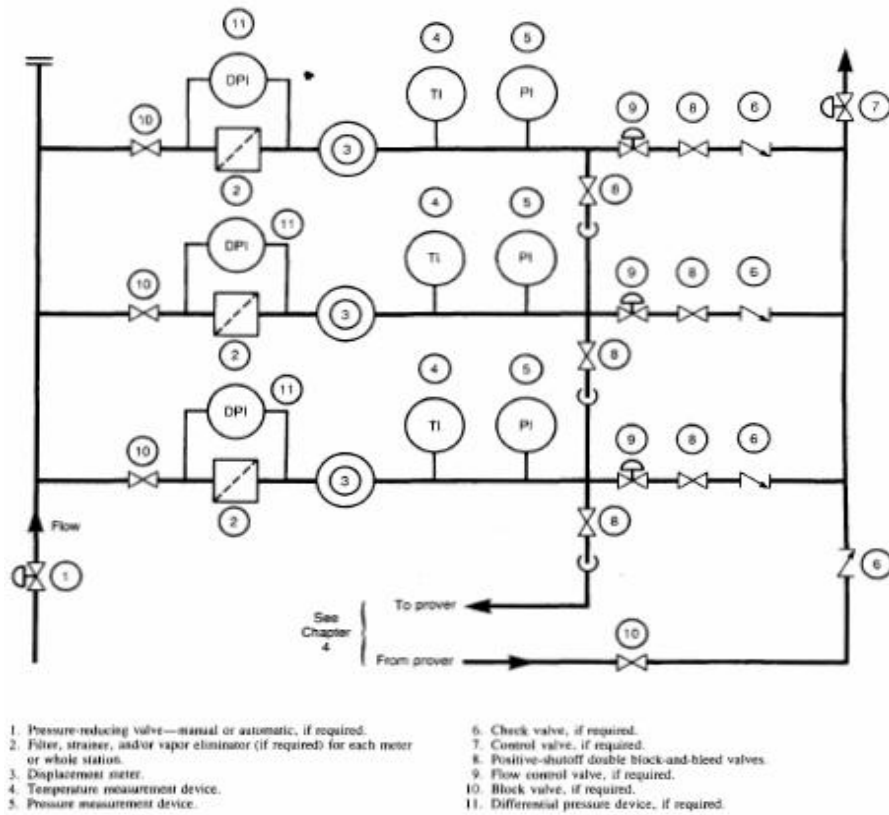 11
4
5
DPI
TI
PI
10
9
8
6
7
3
2
8
11
4
5
DPI
TI
PI
10
9
8
6
3
2
8
11
4
5
DPI
TI
PI
10
9
8
6
3
2
8
Flow
1
6
To prover
See
Chapter
4
10
From prover
1. Pressure-reducing valve—manual or automatic, if required.
2. Filter, strainer, and/or vapor eliminator (if required) for each meter
or whole station.
3. Displacement meter.
4. Temperature measurement device.
5. Pressure measurement device.
6. Check valve, if required.
7. Control valve, if required.
8. Positive-shutoff double block-and-bleed valves.
9. Flow control valve, if required.
10. Block valve, if required.
11. Differential pressure device, if required.